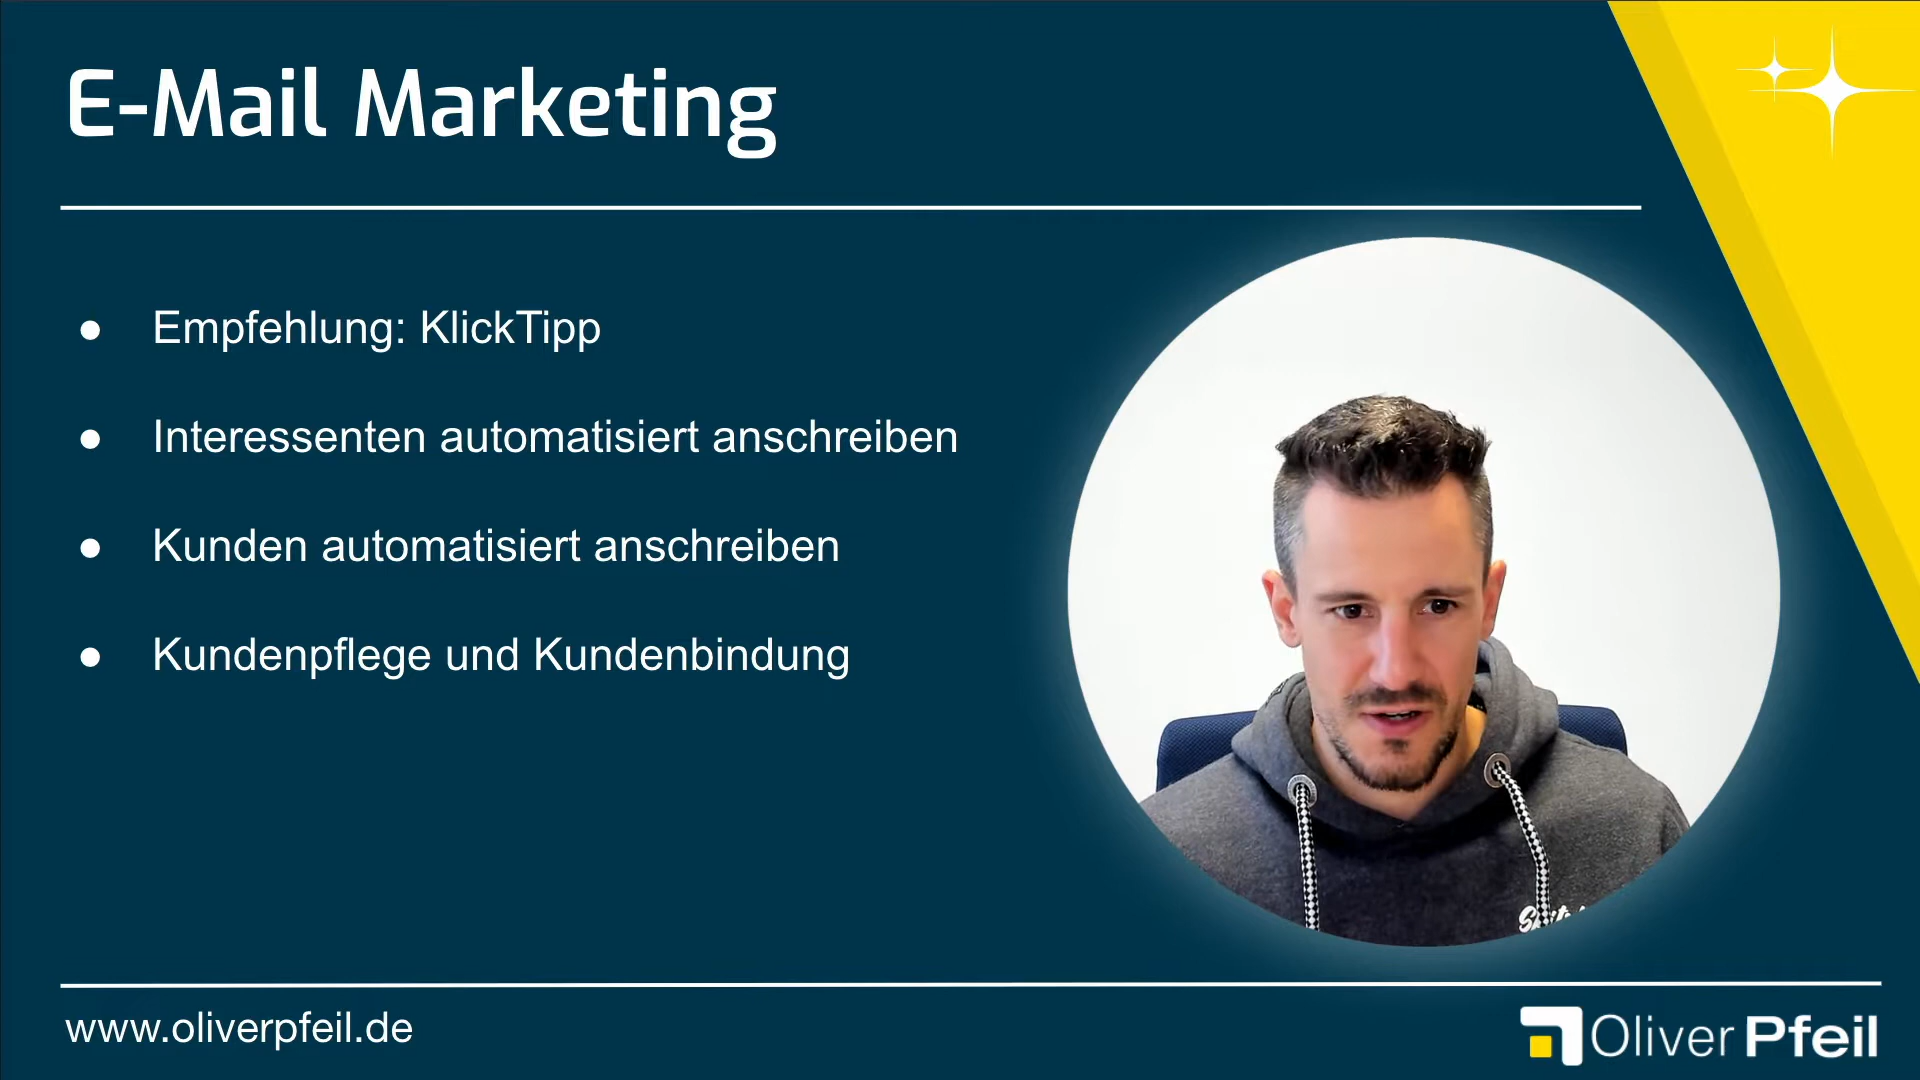 E-Mail Marketing
● Empfehlung: KlickTipp
● Interessenten automatisiert anschreiben
● Kunden automatisiert anschreiben
● Kundenpflege und Kundenbindung
www.oliverpfeil.de
Oliver Pfeil